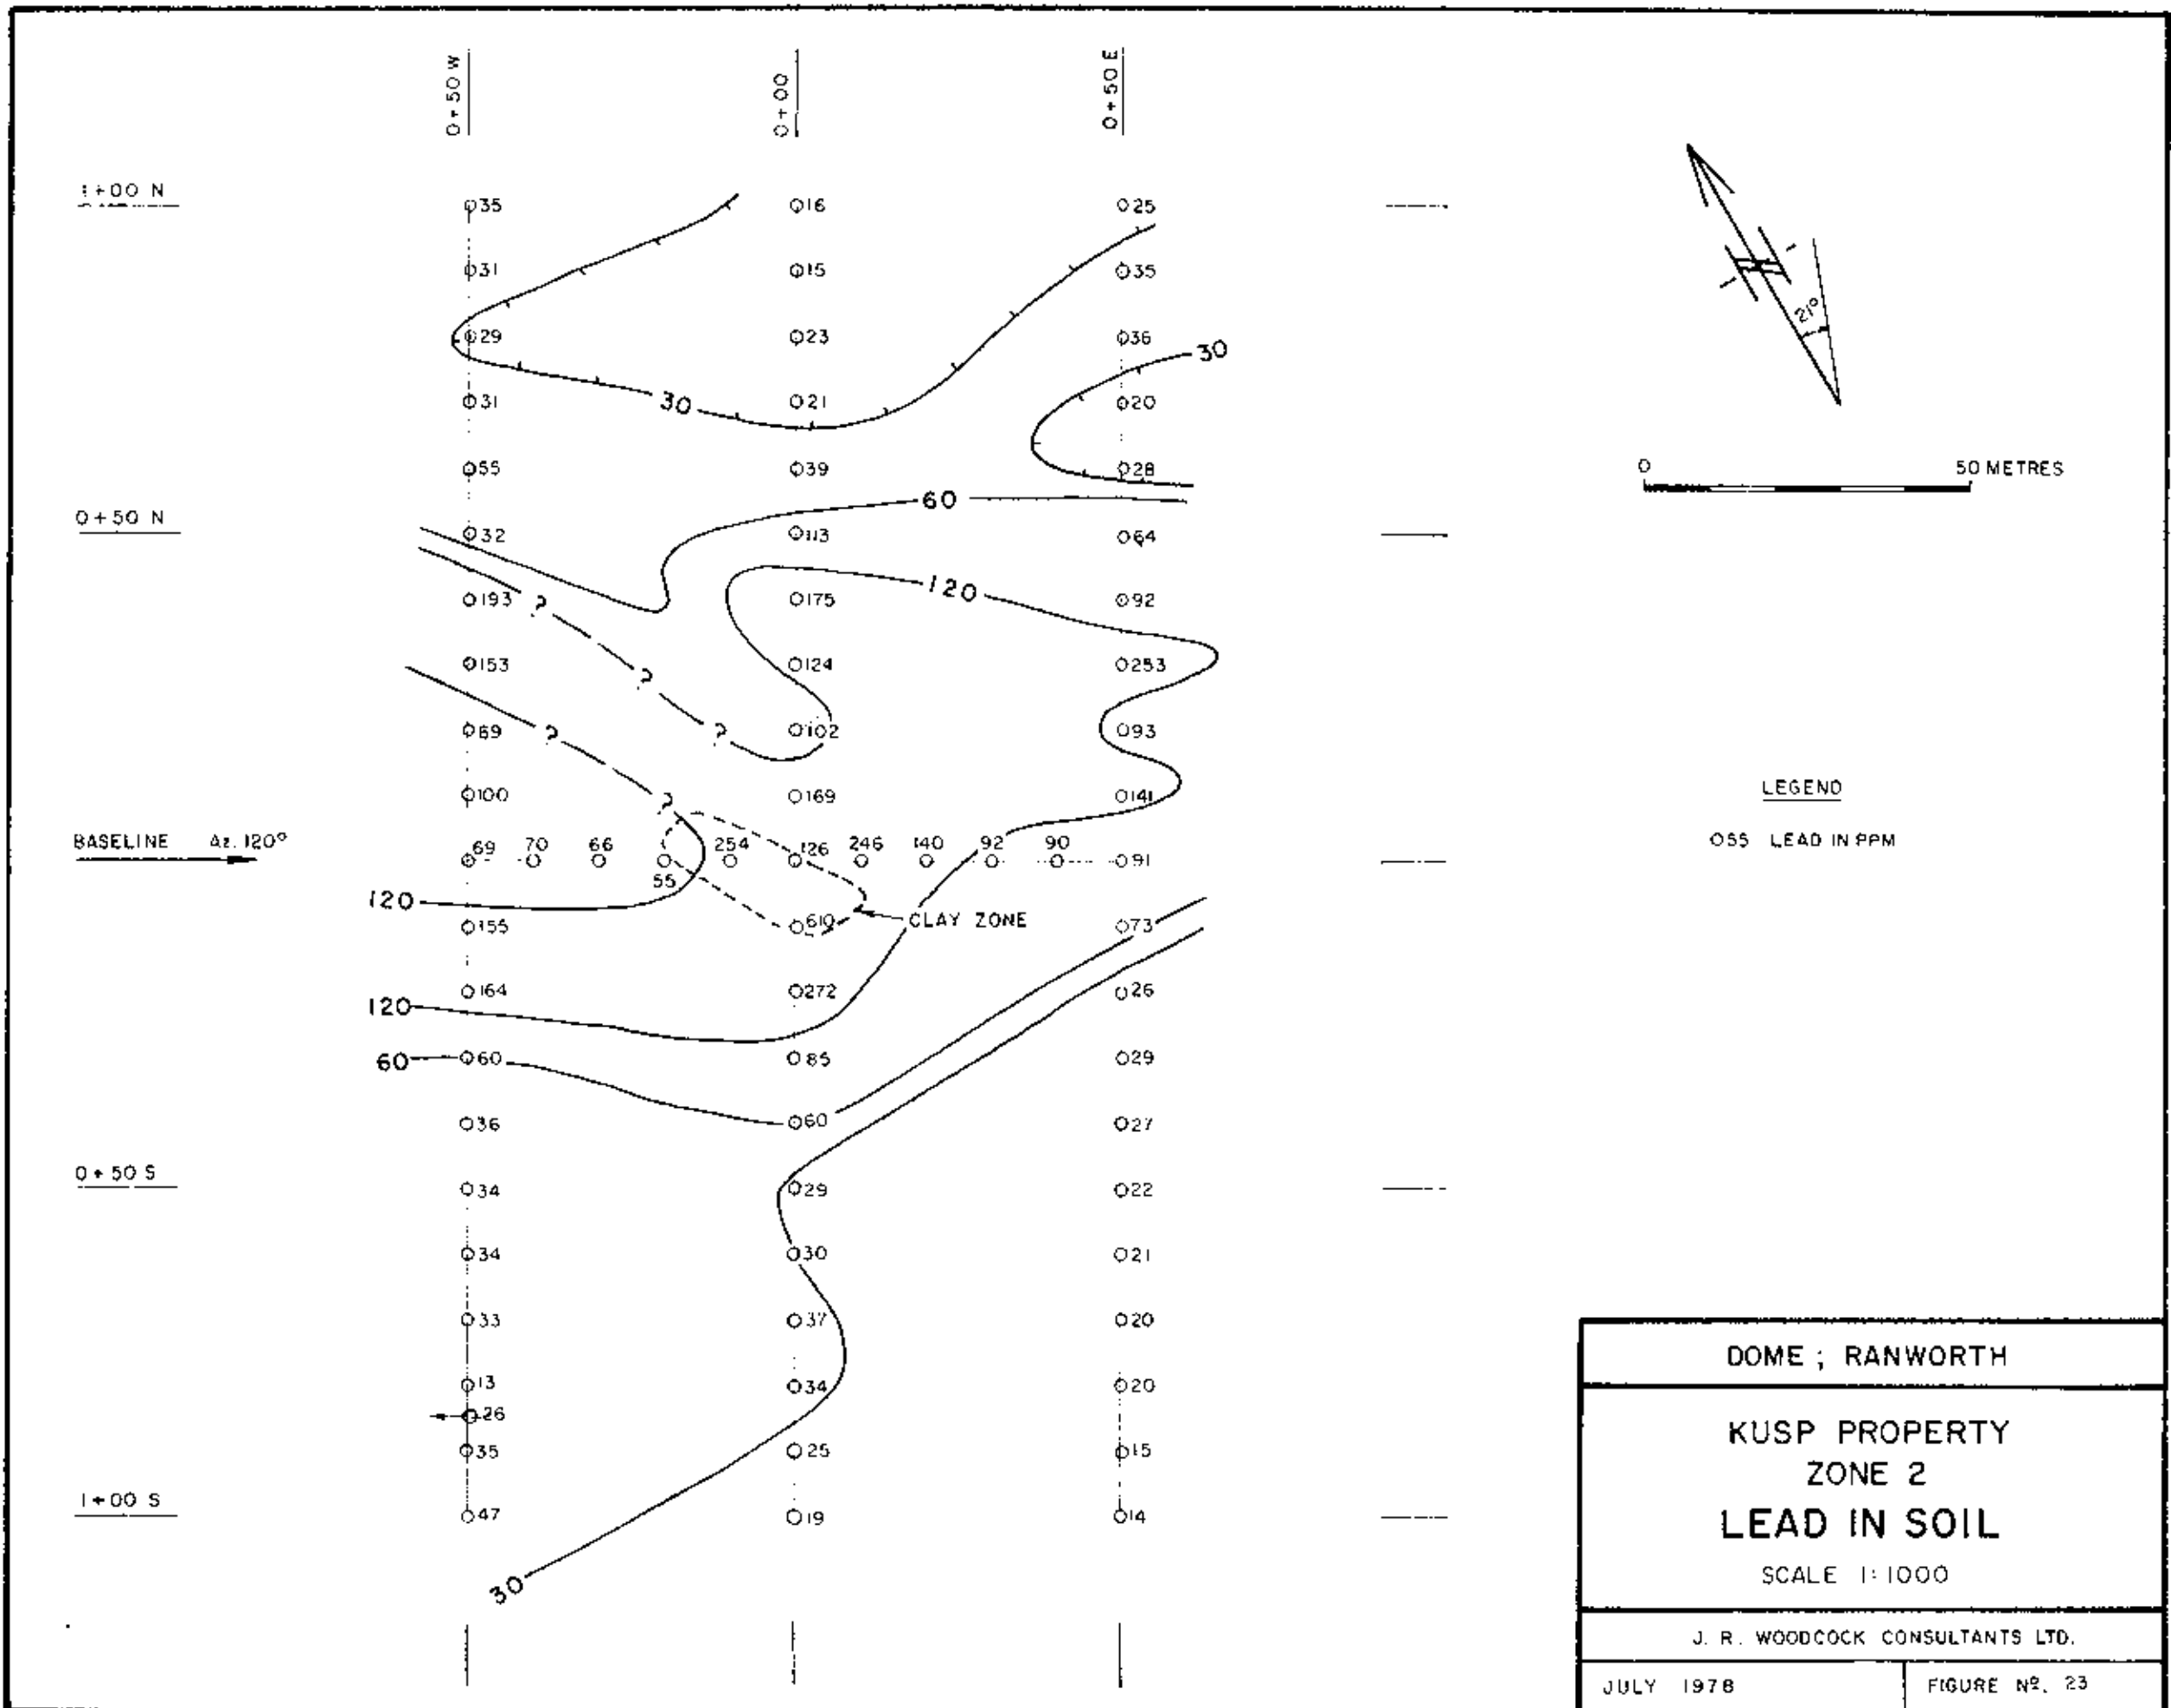 0+50 W
0+00
0+50 E
1+00 N
35 16 25
31 15 35
29 23 36
30
31 30 21 20
55 39 28
60
0+50 N
32 113 64
193 ? 175 120 92
153 ? 124 253
69 ? ? 102 93
100 ? 169 141
BASELINE Az. 120°
69 70 66 55 254 126 246 140 92 90 91
120
155 610 CLAY ZONE 73
164 272 26
120
60 60 85 29
36 60 27
0+50 S
34 29 22
34 30 21
33 37 20
13 34 20
26
35 25 15
1+00 S
47 19 14
30
21°
0 50 METRES
LEGEND
055 LEAD IN PPM
DOME ; RANWORTH
KUSP PROPERTY
ZONE 2
LEAD IN SOIL
SCALE 1:1000
J. R. WOODCOCK CONSULTANTS LTD.
JULY 1978
FIGURE Nº. 23